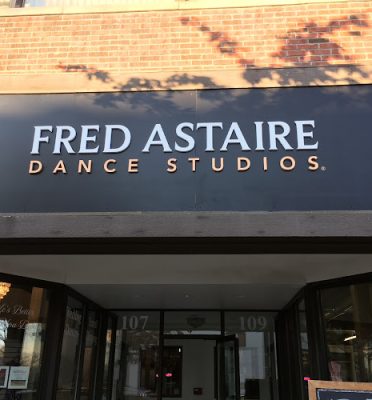 FRED ASTAIRE
DANCE STUDIOS®
107 109